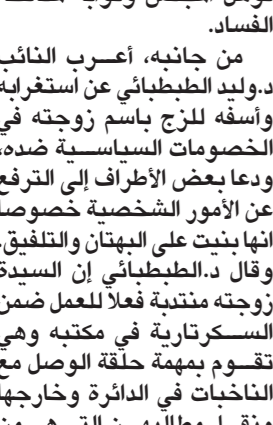 الفساد.
من جانبه، أعرب النائب
د.وليد الطبطبائي عن استغرابه
وأسفه للزج باسم زوجته في
الخصومات السياسية ضده،
ودعا بعض الأطراف إلى الترفع
عن الأمور الشخصية خصوصا
انها بنيت على البهتان والتلفيق.
وقال د.الطبطبائي إن السيدة
زوجته منتدبة فعلا للعمل ضمن
السكرتارية في مكتبه وهي
تقوم بمهمة حلقة الوصل مع
الناخبات في الدائرة وخارجها